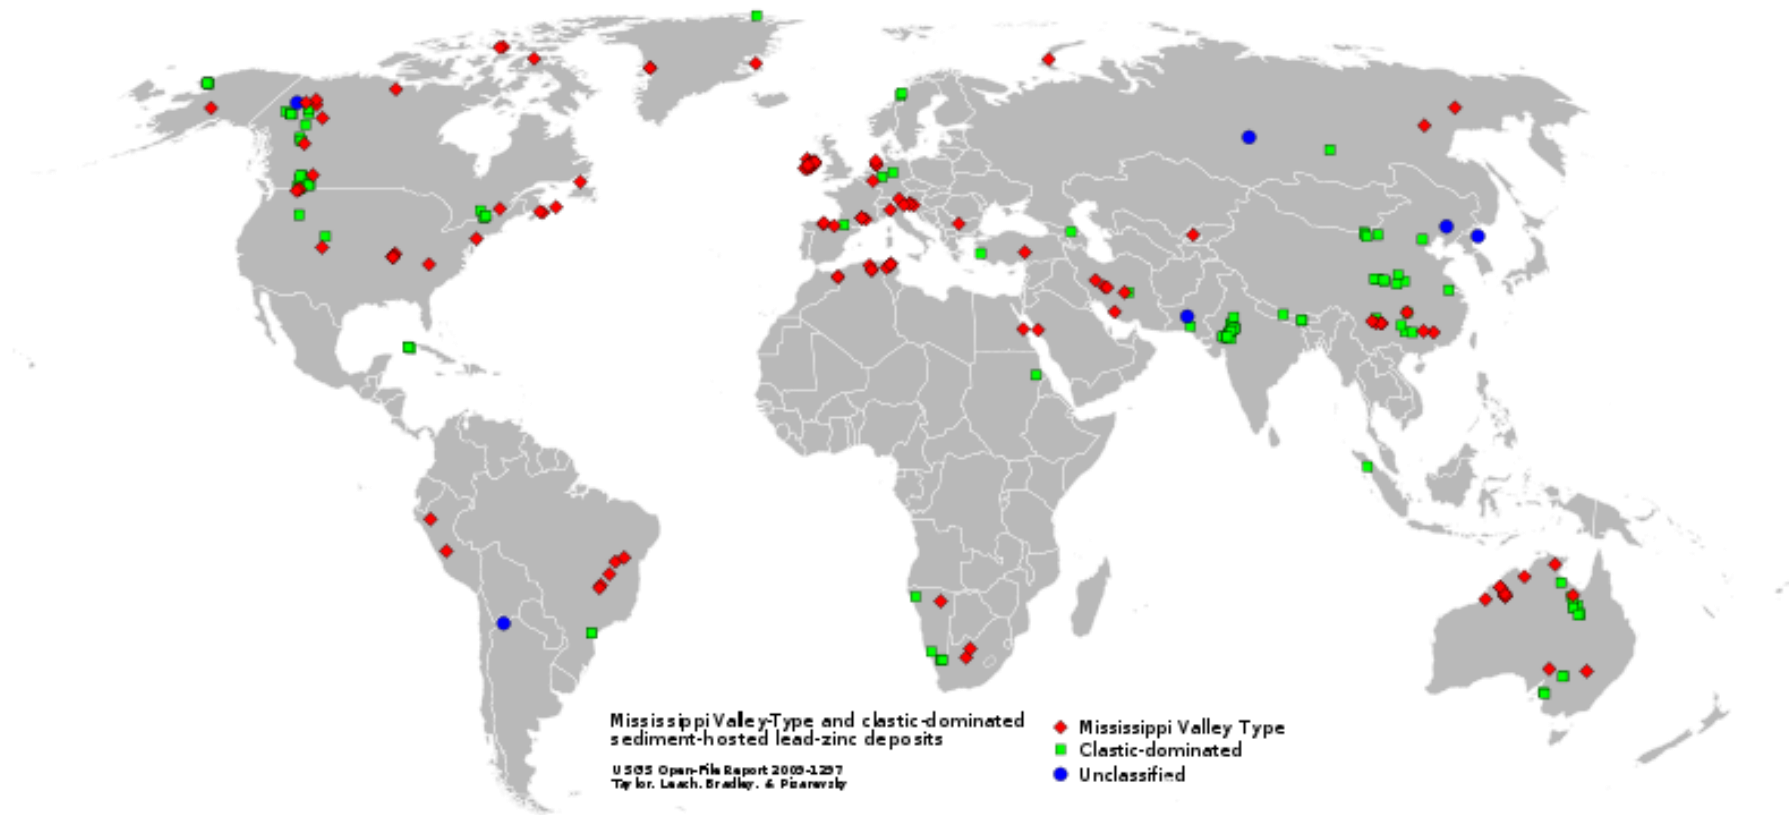 Mississippi Valley-Type and clastic-dominated
sediment-hosted lead-zinc deposits
USGS Open-File Report 2009-1297
Taylor, Leach, Bradley, & Pisarevsky
Mississippi Valley Type
Clastic-dominated
Unclassified